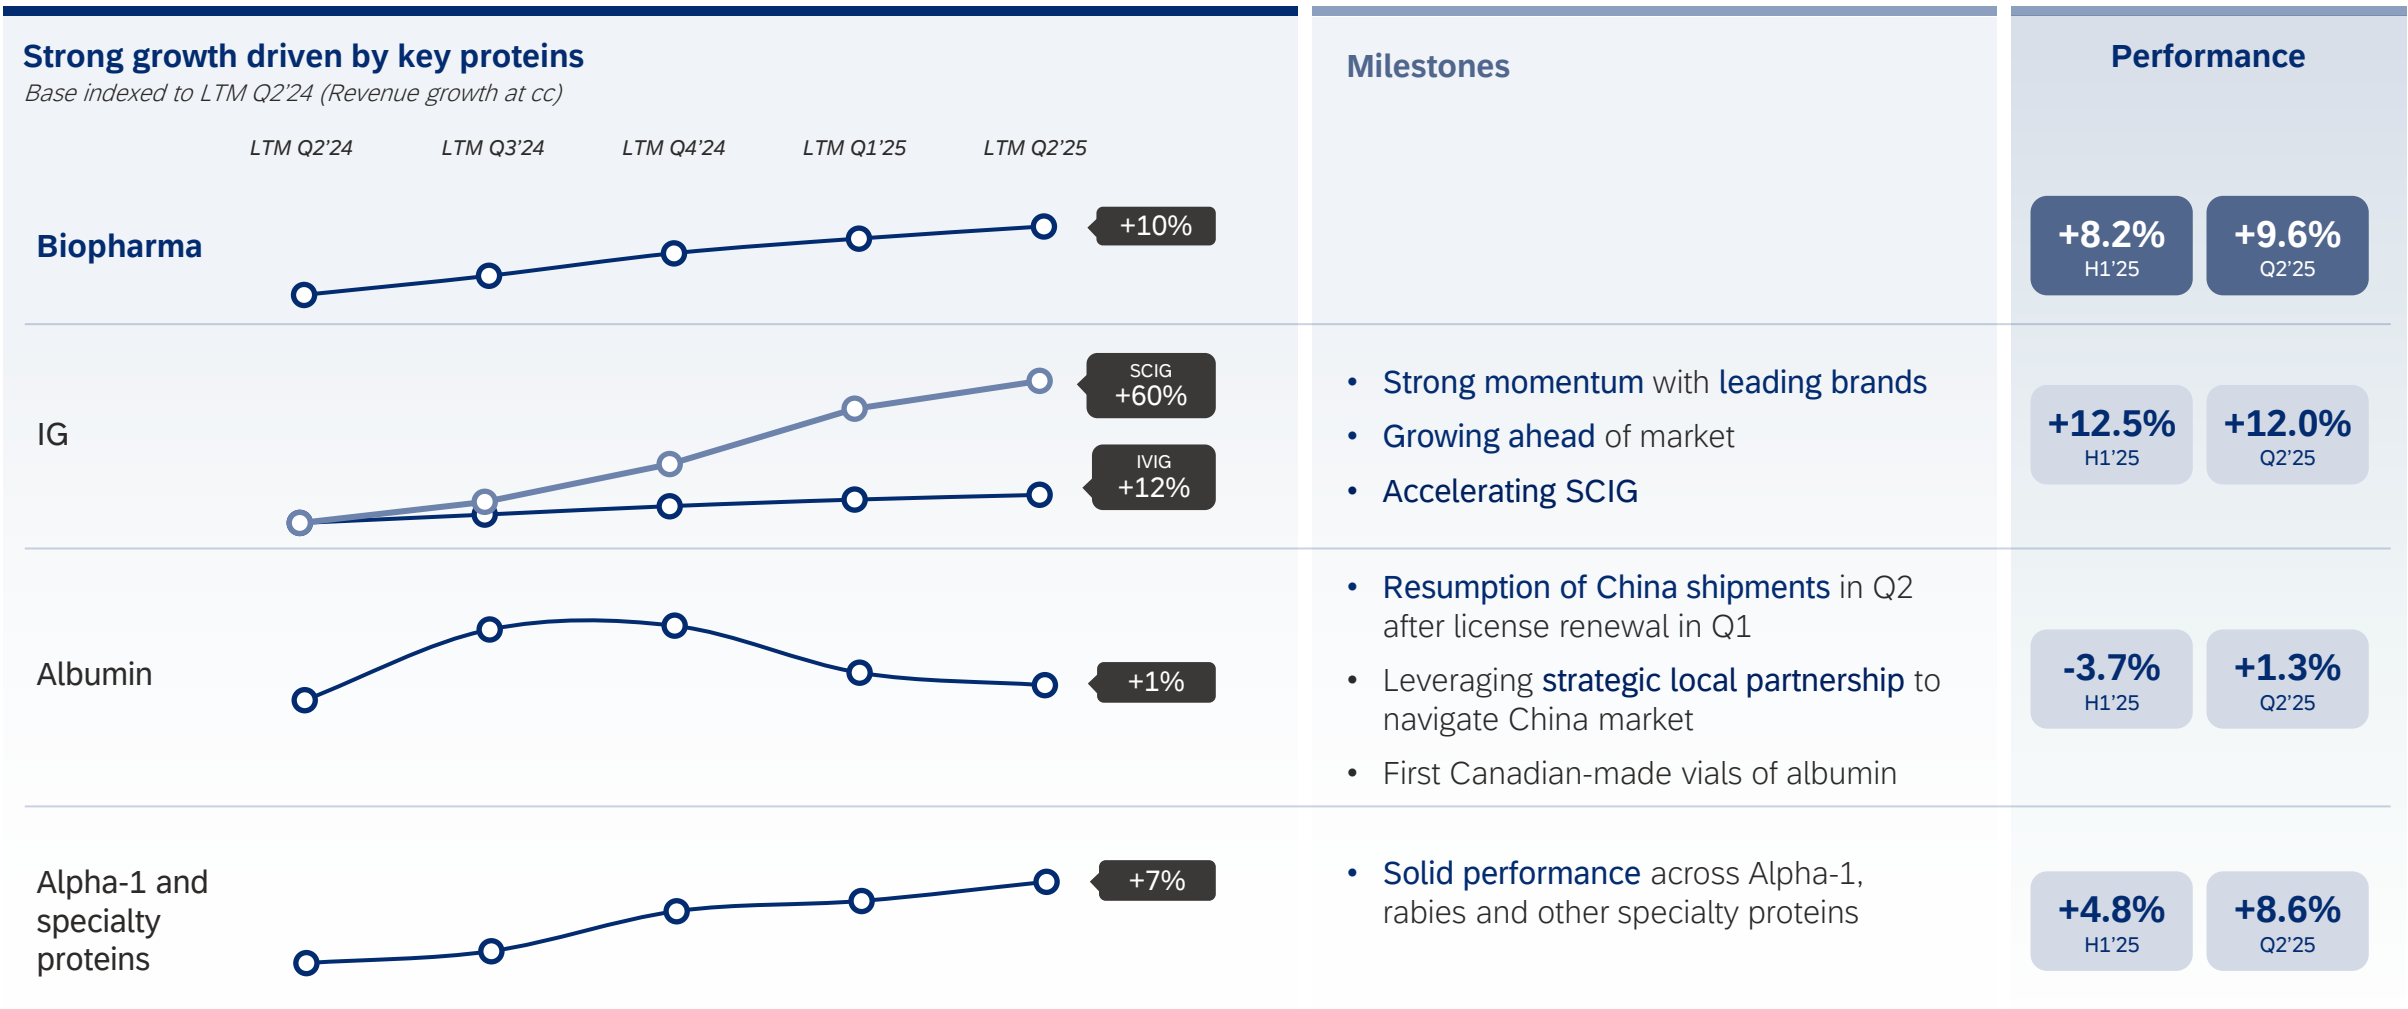 Strong growth driven by key proteins
Base indexed to LTM Q2’24 (Revenue growth at cc)
LTM Q2’24 LTM Q3’24 LTM Q4’24 LTM Q1’25 LTM Q2’25
Milestones
Performance
Biopharma
+10%
+8.2%
H1’25
+9.6%
Q2’25
IG
SCIG
+60%
IVIG
+12%
• Strong momentum with leading brands
• Growing ahead of market
• Accelerating SCIG
+12.5%
H1’25
+12.0%
Q2’25
Albumin
+1%
• Resumption of China shipments in Q2
after license renewal in Q1
• Leveraging strategic local partnership to
navigate China market
• First Canadian-made vials of albumin
-3.7%
H1’25
+1.3%
Q2’25
Alpha-1 and
specialty
proteins
+7%
• Solid performance across Alpha-1,
rabies and other specialty proteins
+4.8%
H1’25
+8.6%
Q2’25